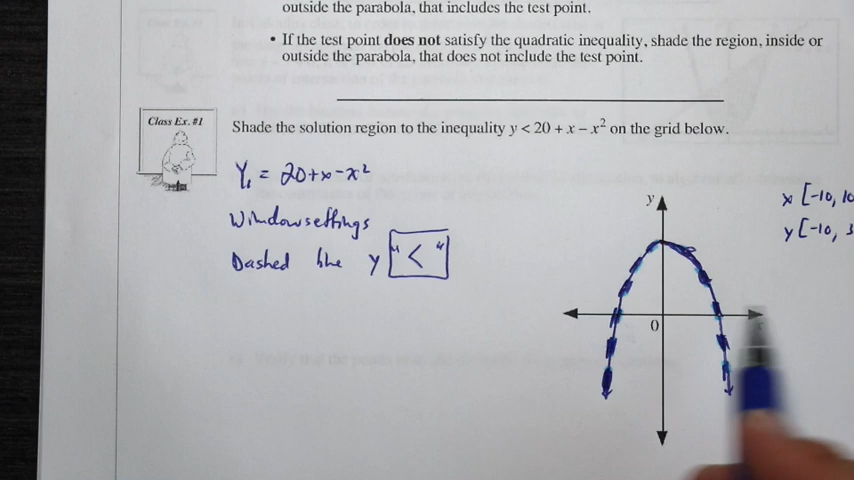 outside the parabola, that includes the test point.
• If the test point does not satisfy the quadratic inequality, shade the region, inside or
outside the parabola, that does not include the test point.
Class Ex. #1
Shade the solution region to the inequality y < 20 + x − x² on the grid below.
Y₁ = 20+x-x²
Window settings
Dashed line y "<"
y
x [-10, 10
y [-10, 3
0